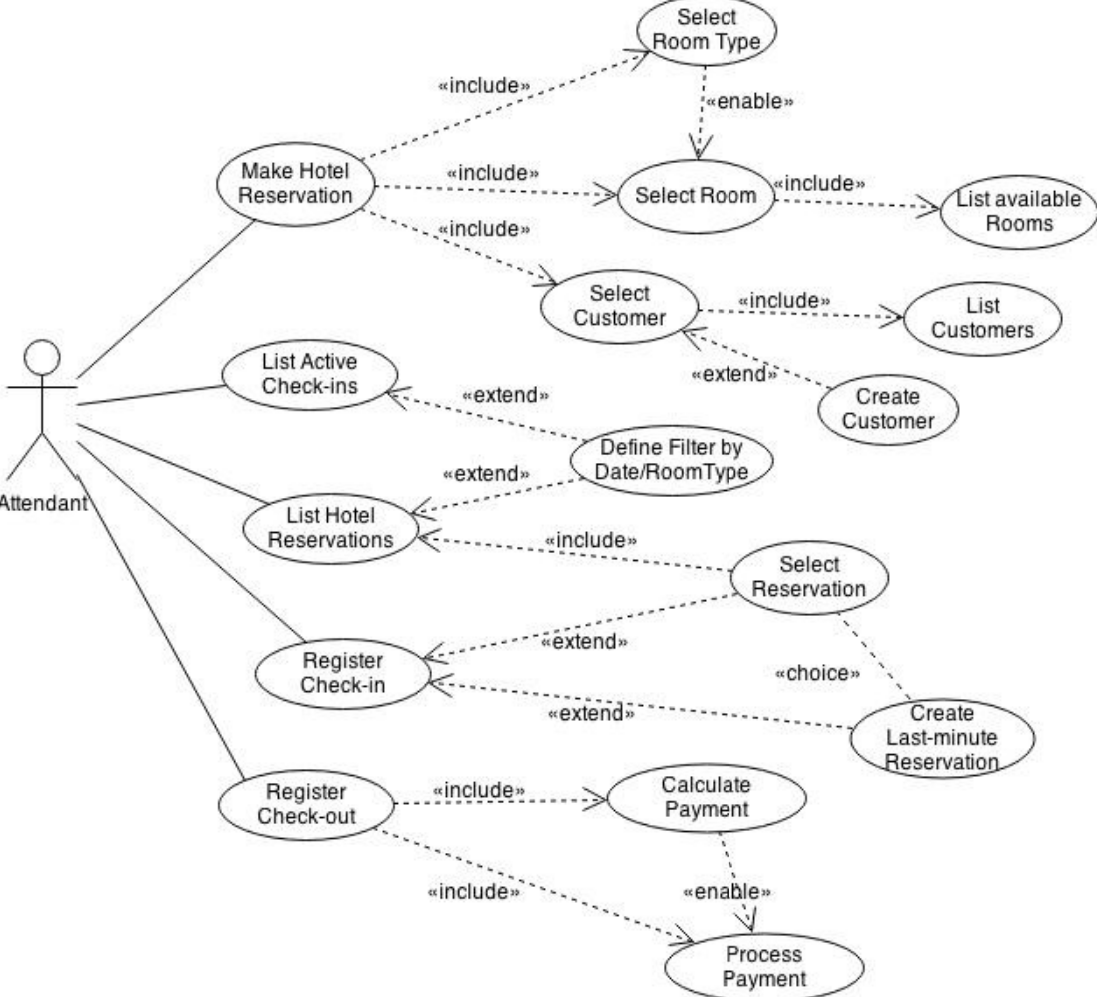 Select
Room Type
«include»
«enable»
Make Hotel
Reservation
«include»
Select Room
«include»
List available
Rooms
«include»
Select
Customer
«include»
List
Customers
List Active
Check-ins
«extend»
Create
Customer
«extend»
Define Filter by
Date/RoomType
«extend»
Attendant
List Hotel
Reservations
«include»
Select
Reservation
«extend»
Register
Check-in
«choice»
«extend»
Create
Last-minute
Reservation
Register
Check-out
«include»
Calculate
Payment
«include»
«enable»
Process
Payment